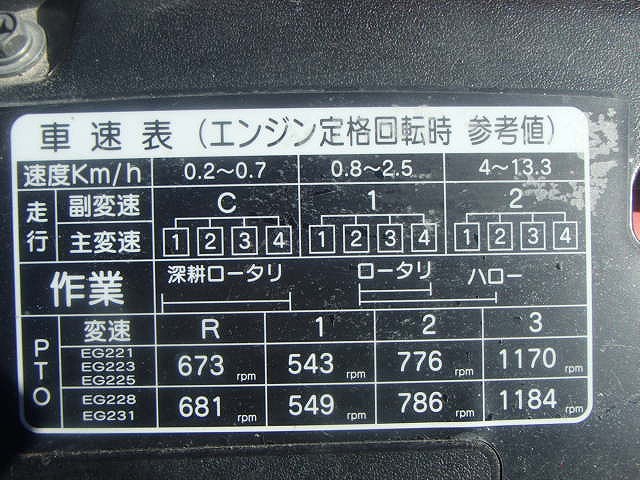 車速表 (エンジン定格回転時 参考値)
速度Km/h 0.2～0.7 0.8～2.5 4～13.3
走行 副変速 C 1 2
主変速 1 2 3 4 1 2 3 4 1 2 3 4
作業 深耕ロータリ ロータリ ハロー
PTO 変速 R 1 2 3
EG221
EG223
EG225
673 rpm 543 rpm 776 rpm 1170 rpm
EG228
EG231
681 rpm 549 rpm 786 rpm 1184 rpm